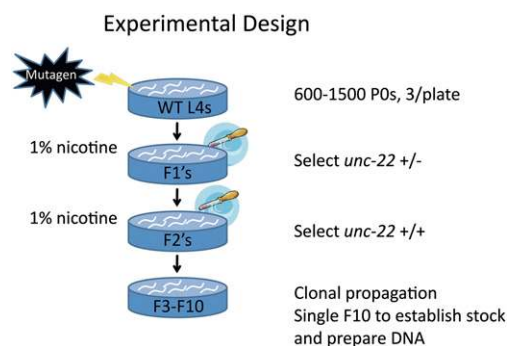 Experimental Design
Mutagen
WT L4s
600-1500 P0s, 3/plate
1% nicotine
F1's
Select unc-22 +/-
1% nicotine
F2's
Select unc-22 +/+
F3-F10
Clonal propagation
Single F10 to establish stock
and prepare DNA